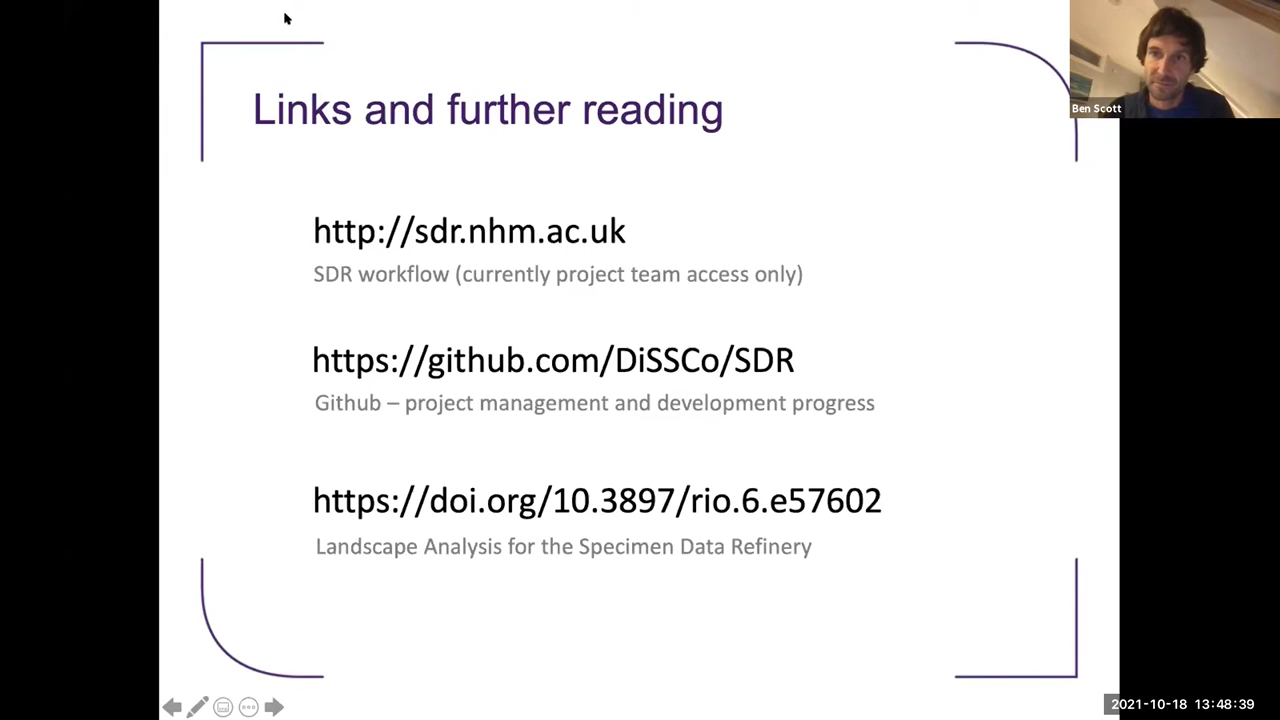 Links and further reading
Ben Scott
http://sdr.nhm.ac.uk
SDR workflow (currently project team access only)
https://github.com/DiSSCo/SDR
Github – project management and development progress
https://doi.org/10.3897/rio.6.e57602
Landscape Analysis for the Specimen Data Refinery
2021-10-18 13:48:39